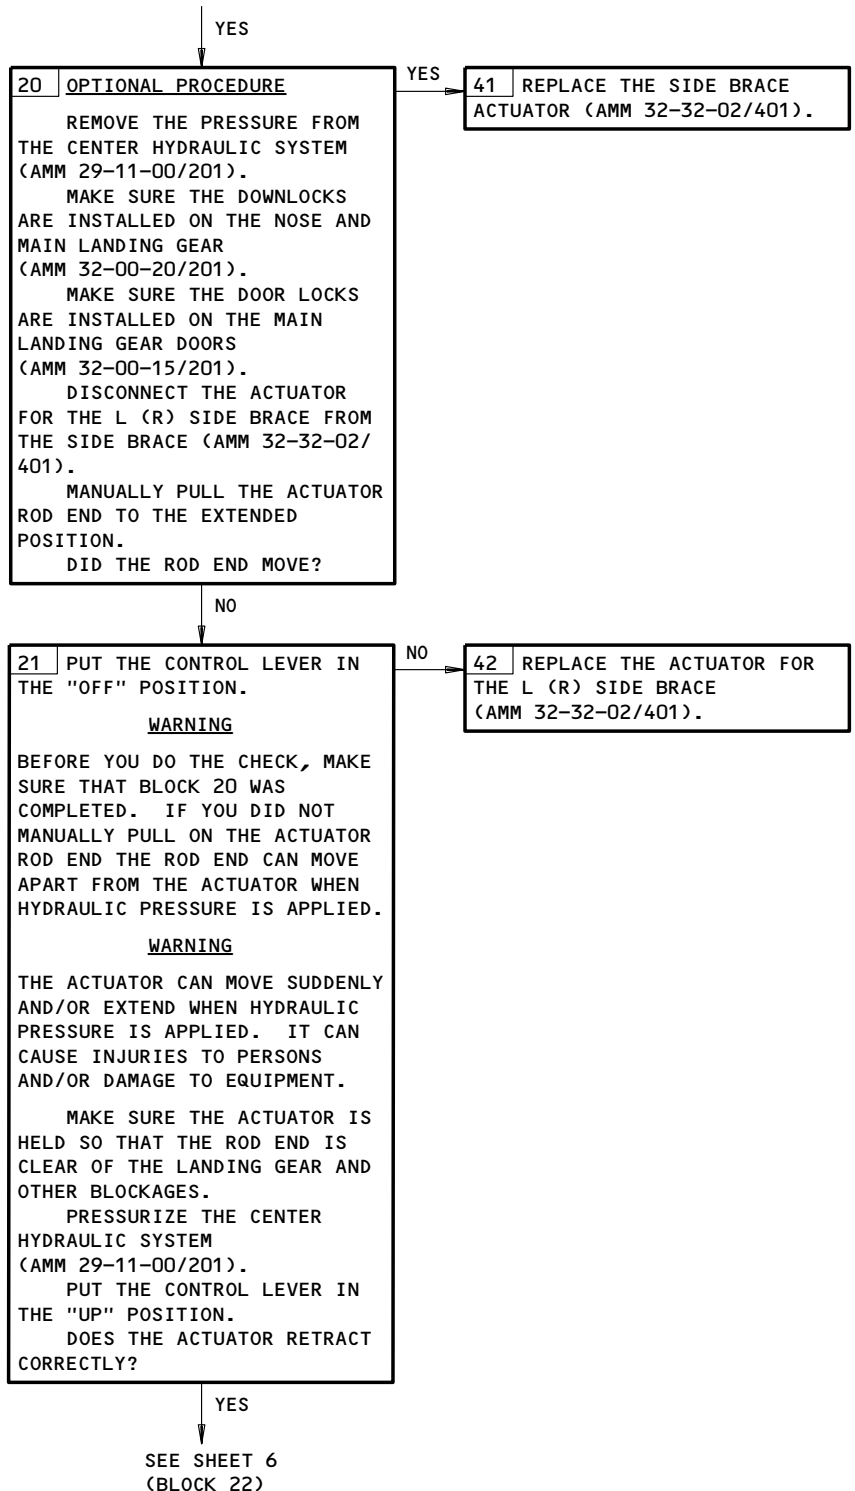 YES
20 OPTIONAL PROCEDURE
REMOVE THE PRESSURE FROM
THE CENTER HYDRAULIC SYSTEM
(AMM 29-11-00/201).
MAKE SURE THE DOWNLOCKS
ARE INSTALLED ON THE NOSE AND
MAIN LANDING GEAR
(AMM 32-00-20/201).
MAKE SURE THE DOOR LOCKS
ARE INSTALLED ON THE MAIN
LANDING GEAR DOORS
(AMM 32-00-15/201).
DISCONNECT THE ACTUATOR
FOR THE L (R) SIDE BRACE FROM
THE SIDE BRACE (AMM 32-32-02/
401).
MANUALLY PULL THE ACTUATOR
ROD END TO THE EXTENDED
POSITION.
DID THE ROD END MOVE?
YES
41 REPLACE THE SIDE BRACE
ACTUATOR (AMM 32-32-02/401).
NO
21 PUT THE CONTROL LEVER IN
THE "OFF" POSITION.
WARNING
BEFORE YOU DO THE CHECK, MAKE
SURE THAT BLOCK 20 WAS
COMPLETED. IF YOU DID NOT
MANUALLY PULL ON THE ACTUATOR
ROD END THE ROD END CAN MOVE
APART FROM THE ACTUATOR WHEN
HYDRAULIC PRESSURE IS APPLIED.
WARNING
THE ACTUATOR CAN MOVE SUDDENLY
AND/OR EXTEND WHEN HYDRAULIC
PRESSURE IS APPLIED. IT CAN
CAUSE INJURIES TO PERSONS
AND/OR DAMAGE TO EQUIPMENT.
MAKE SURE THE ACTUATOR IS
HELD SO THAT THE ROD END IS
CLEAR OF THE LANDING GEAR AND
OTHER BLOCKAGES.
PRESSURIZE THE CENTER
HYDRAULIC SYSTEM
(AMM 29-11-00/201).
PUT THE CONTROL LEVER IN
THE "UP" POSITION.
DOES THE ACTUATOR RETRACT
CORRECTLY?
NO
42 REPLACE THE ACTUATOR FOR
THE L (R) SIDE BRACE
(AMM 32-32-02/401).
YES
SEE SHEET 6
(BLOCK 22)